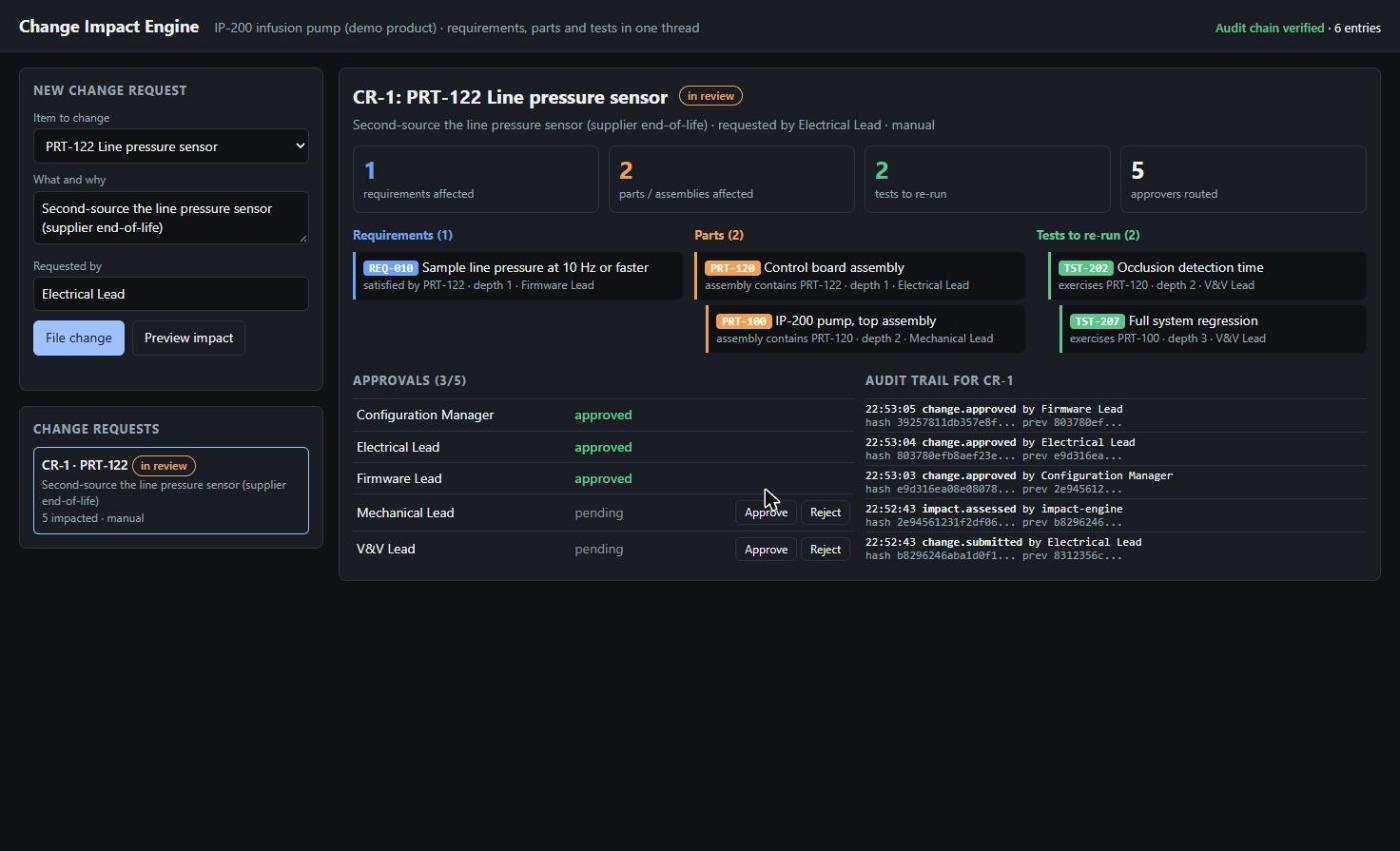 Change Impact Engine IP-200 infusion pump (demo product) · requirements, parts and tests in one thread Audit chain verified · 6 entries
NEW CHANGE REQUEST
Item to change
PRT-122 Line pressure sensor
What and why
Second-source the line pressure sensor
(supplier end-of-life)
Requested by
Electrical Lead
File change Preview impact
CHANGE REQUESTS
CR-1 · PRT-122 in review
Second-source the line pressure sensor (supplier
end-of-life)
5 impacted · manual
CR-1: PRT-122 Line pressure sensor in review
Second-source the line pressure sensor (supplier end-of-life) · requested by Electrical Lead · manual
1
requirements affected
2
parts / assemblies affected
2
tests to re-run
5
approvers routed
Requirements (1)
REQ-010 Sample line pressure at 10 Hz or faster
satisfied by PRT-122 · depth 1 · Firmware Lead
Parts (2)
PRT-120 Control board assembly
assembly contains PRT-122 · depth 1 · Electrical Lead
PRT-100 IP-200 pump, top assembly
assembly contains PRT-120 · depth 2 · Mechanical Lead
Tests to re-run (2)
TST-202 Occlusion detection time
exercises PRT-120 · depth 2 · V&V Lead
TST-207 Full system regression
exercises PRT-100 · depth 3 · V&V Lead
APPROVALS (3/5)
Configuration Manager approved
Electrical Lead approved
Firmware Lead approved
Mechanical Lead pending Approve Reject
V&V Lead pending Approve Reject
AUDIT TRAIL FOR CR-1
22:53:05 change.approved by Firmware Lead
hash 39257811db357e8f... prev 803780ef...
22:53:04 change.approved by Electrical Lead
hash 803780efb8aef23e... prev e9d316ea...
22:53:03 change.approved by Configuration Manager
hash e9d316ea08e08078... prev 2e945612...
22:52:43 impact.assessed by impact-engine
hash 2e94561231f2df06... prev b8296246...
22:52:43 change.submitted by Electrical Lead
hash b8296246aba1d0f1... prev 8312356c...